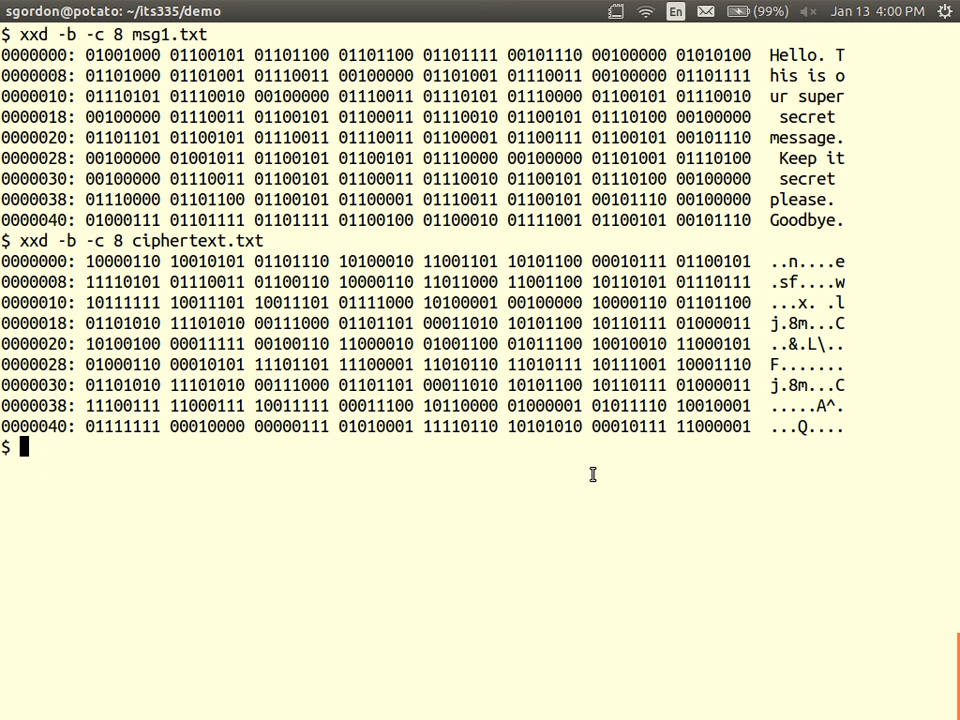 sgordon@potato: ~/its335/demo En (99%) Jan 13 4:00 PM
$ xxd -b -c 8 msg1.txt
0000000: 01001000 01100101 01101100 01101100 01101111 00101110 00100000 01010100 Hello. T
0000008: 01101000 01101001 01110011 00100000 01101001 01110011 00100000 01101111 his is o
0000010: 01110101 01110010 00100000 01110011 01110101 01110000 01100101 01110010 ur super
0000018: 00100000 01110011 01100101 01100011 01110010 01100101 01110100 00100000 secret
0000020: 01101101 01100101 01110011 01110011 01100001 01100111 01100101 00101110 message.
0000028: 00100000 01001011 01100101 01100101 01110000 00100000 01101001 01110100 Keep it
0000030: 00100000 01110011 01100101 01100011 01110010 01100101 01110100 00100000 secret
0000038: 01110000 01101100 01100101 01100001 01110011 01100101 00101110 00100000 please.
0000040: 01000111 01101111 01101111 01100100 01100010 01111001 01100101 00101110 Goodbye.
$ xxd -b -c 8 ciphertext.txt
0000000: 10000110 10010101 01101110 10100010 11001101 10101100 00010111 01100101 ..n....e
0000008: 11110101 01110011 01100110 10000110 11011000 11001100 10110101 01110111 .sf....w
0000010: 10111111 10011101 10011101 01111000 10100001 00100000 10000110 01101100 ...x. .l
0000018: 01101010 11101010 00111000 01101101 00011010 10101100 10110111 01000011 j.8m...C
0000020: 10100100 00011111 00100110 11000010 01001100 01011100 10010010 11000101 ..&.L\..
0000028: 01000110 00010101 11101101 11100001 11010110 11010111 10111001 10001110 F.......
0000030: 01101010 11101010 00111000 01101101 00011010 10101100 10110111 01000011 j.8m...C
0000038: 11100111 11000111 10011111 00011100 10110000 01000001 01011110 10010001 .....A^.
0000040: 01111111 00010000 00000111 01010001 11110110 10101010 00010111 11000001 ...Q....
$